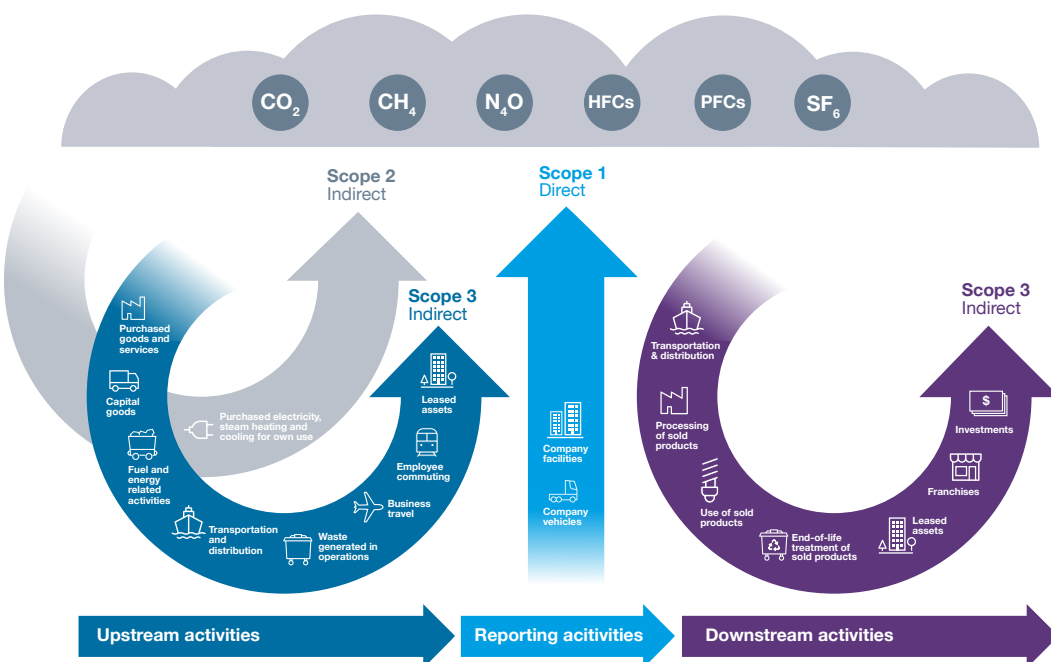 CO2
CH4
N4O
HFCs
PFCs
SF6
Scope 2
Indirect
Scope 1
Direct
Scope 3
Indirect
Scope 3
Indirect
Purchased
goods and
services
Capital
goods
Fuel and
energy
related
activities
Transportation
and
distribution
Waste
generated in
operations
Business
travel
Employee
commuting
Leased
assets
Purchased electricity,
steam heating and
cooling for own use
Company
facilities
Company
vehicles
Transportation
& distribution
Processing
of sold
products
Use of sold
products
End-of-life
treatment of
sold products
Leased
assets
Franchises
$
Investments
Upstream activities
Reporting acitivities
Downstream activities